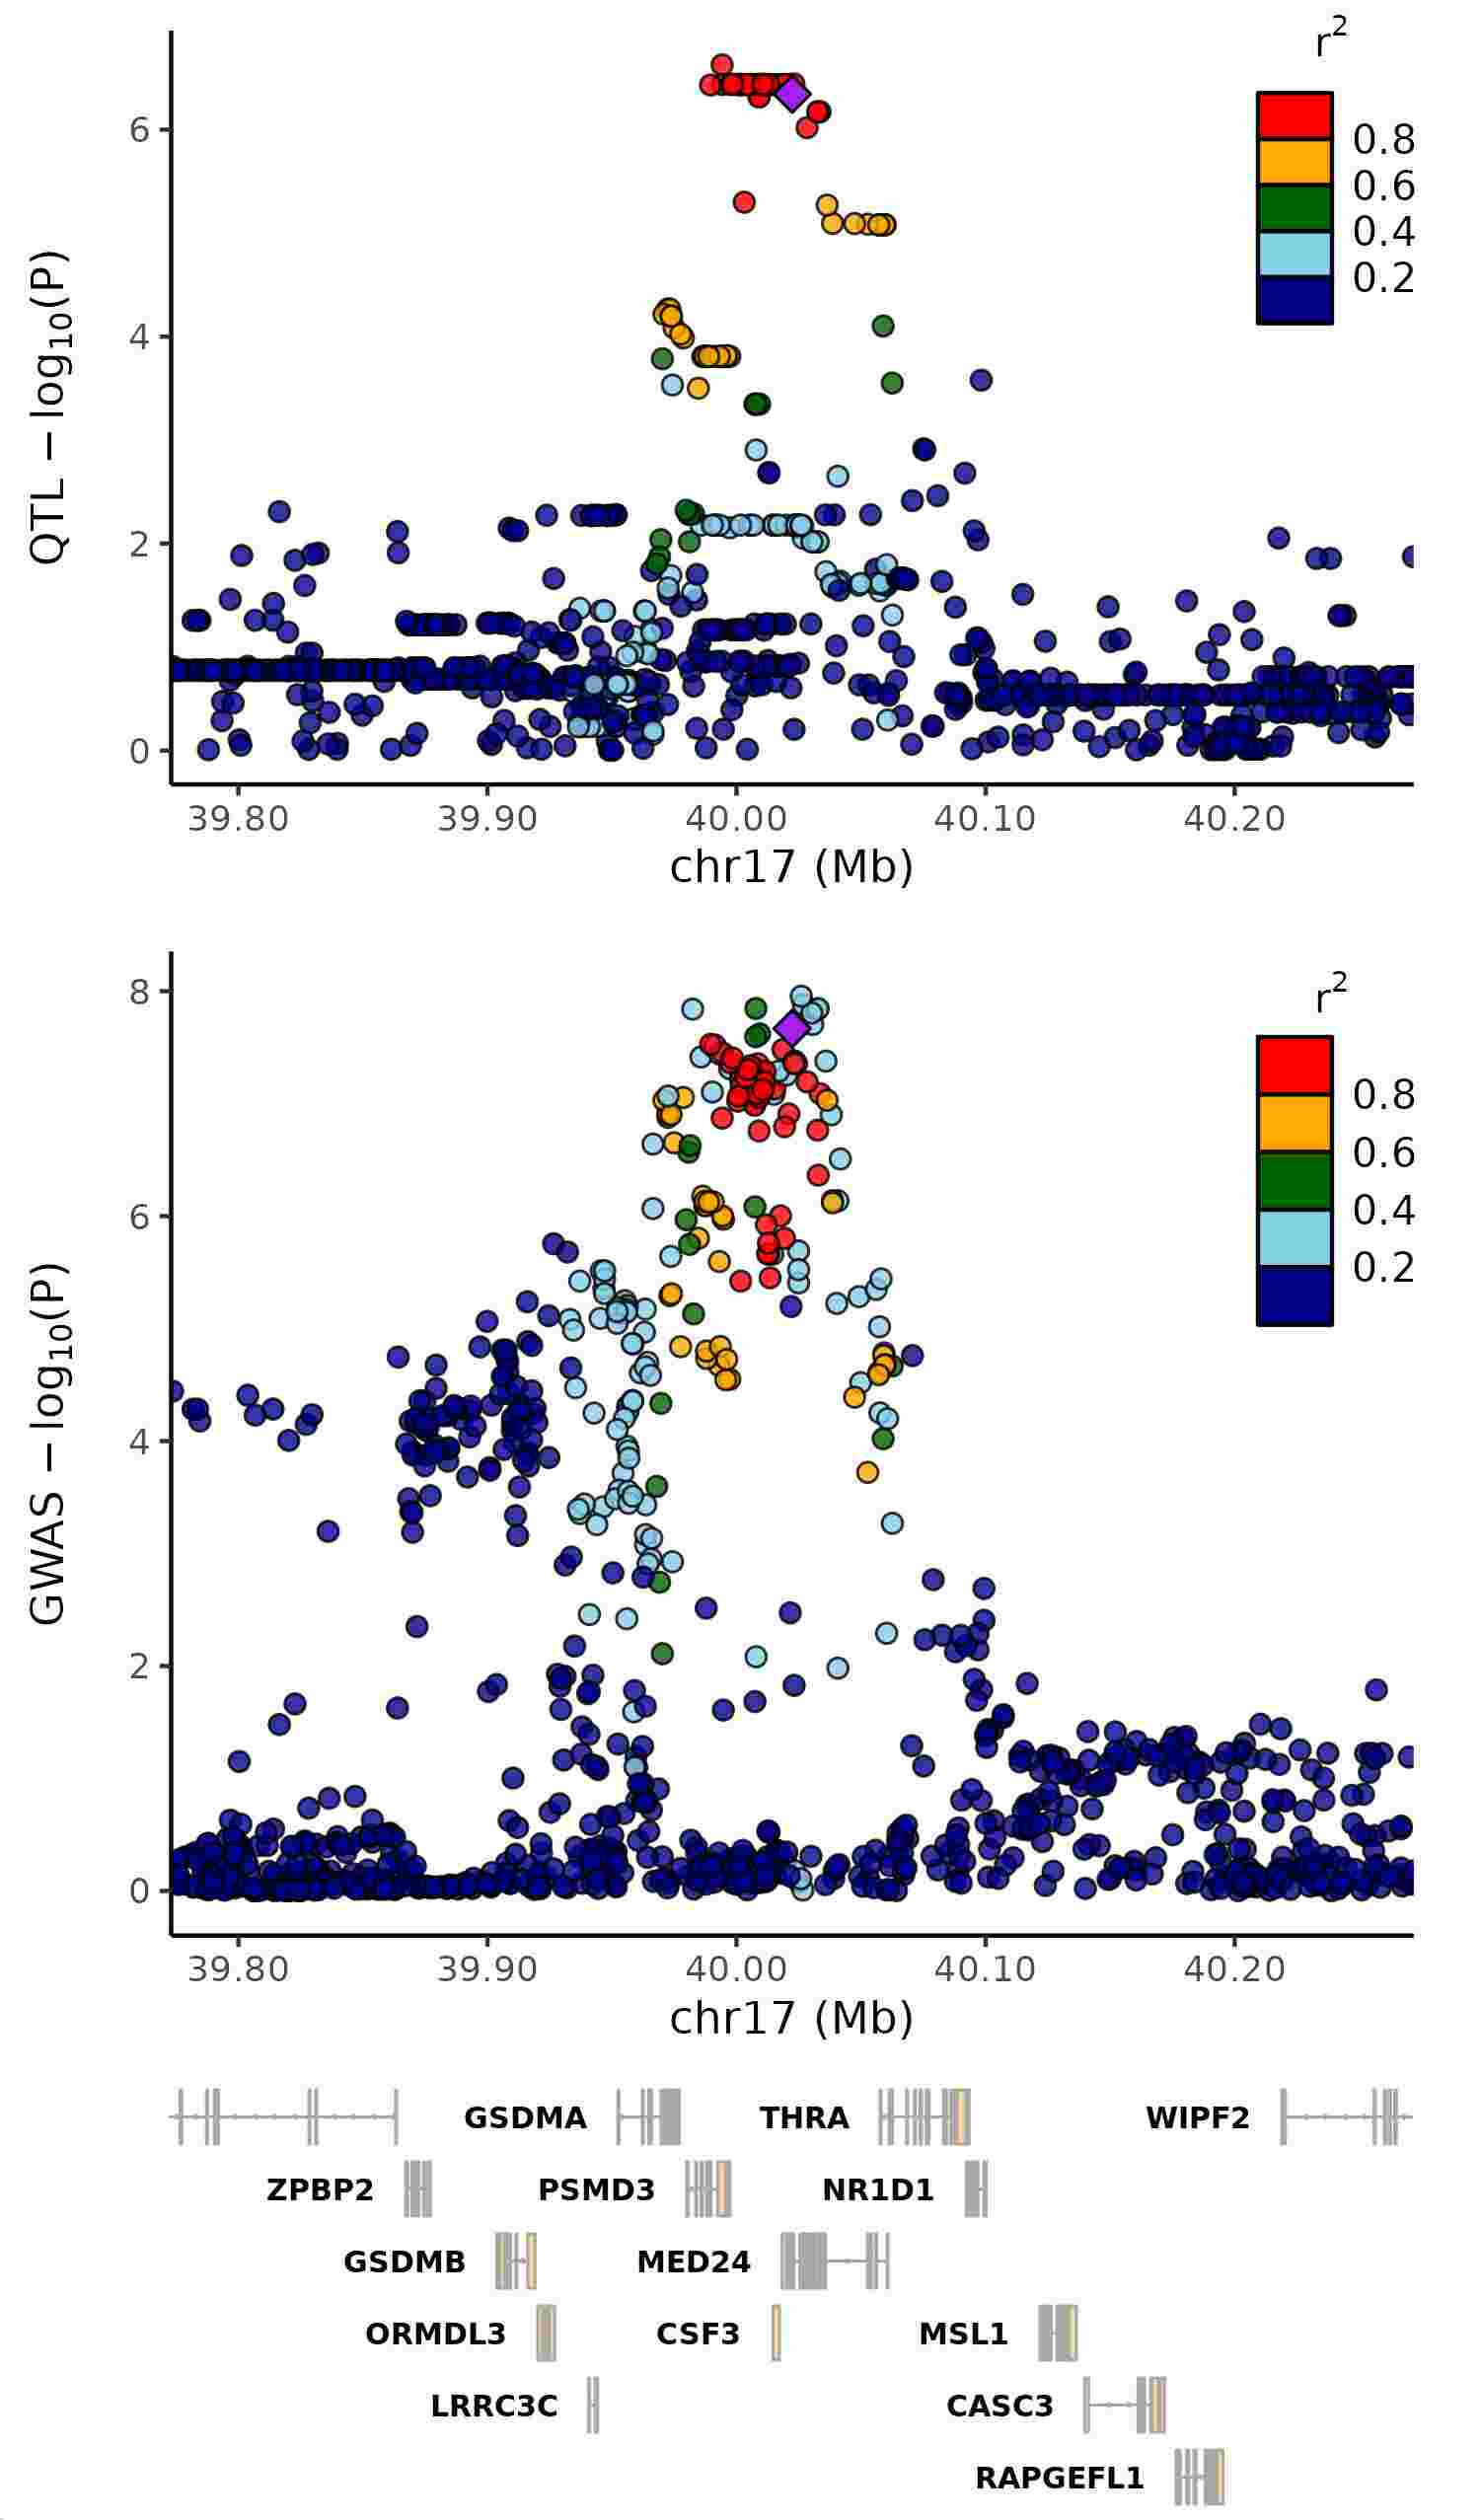 r²
0.8
0.6
0.4
0.2
QTL − log₁₀(P)
6
4
2
0
39.80 39.90 40.00 40.10 40.20
chr17 (Mb)
r²
0.8
0.6
0.4
0.2
GWAS − log₁₀(P)
8
6
4
2
0
39.80 39.90 40.00 40.10 40.20
chr17 (Mb)
GSDMA THRA WIPF2
ZPBP2 PSMD3 NR1D1
GSDMB MED24
ORMDL3 CSF3 MSL1
LRRC3C CASC3
RAPGEFL1